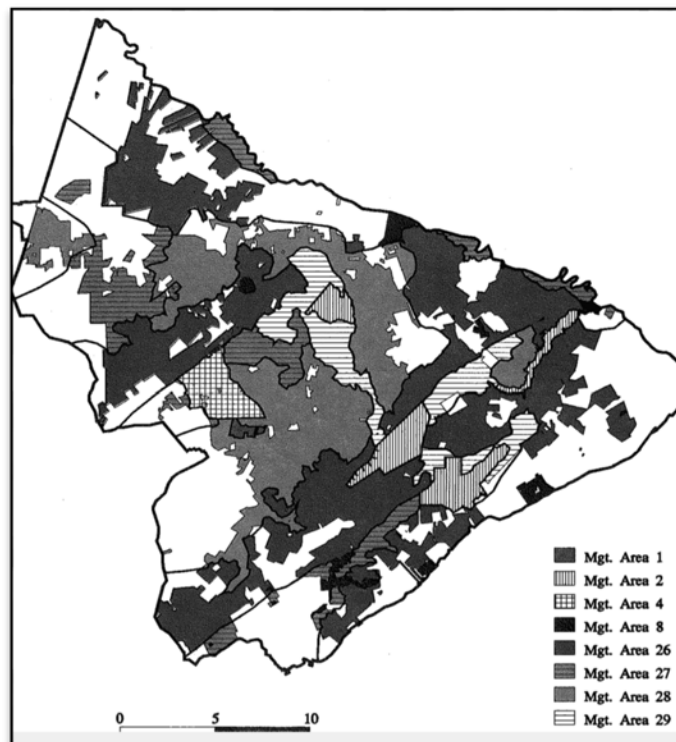 Mgt. Area 1
Mgt. Area 2
Mgt. Area 4
Mgt. Area 8
Mgt. Area 26
Mgt. Area 27
Mgt. Area 28
Mgt. Area 29
0 5 10